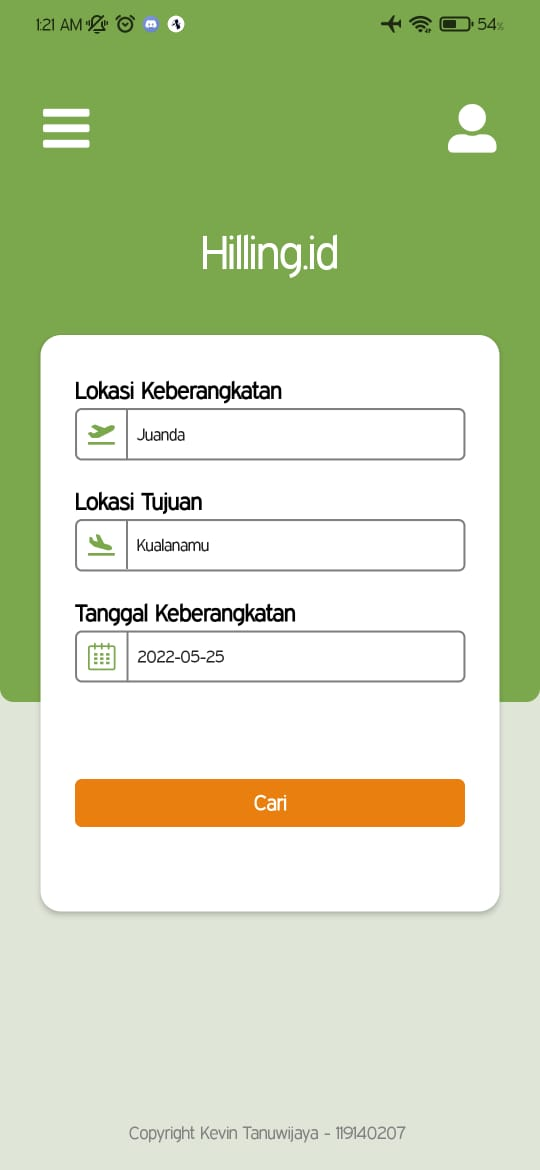 1:21 AM
54%
Hilling.id
Lokasi Keberangkatan
Juanda
Lokasi Tujuan
Kualanamu
Tanggal Keberangkatan
2022-05-25
Cari
Copyright Kevin Tanuwijaya - 119140207